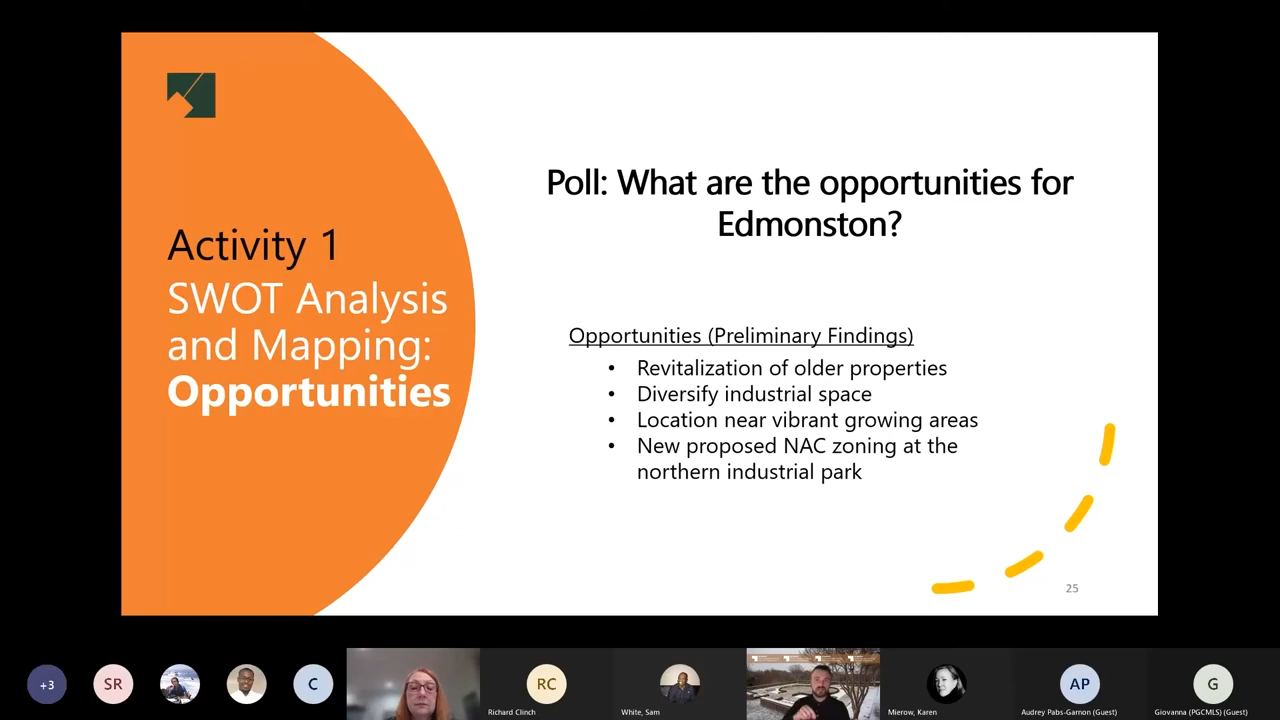 Activity 1
SWOT Analysis
and Mapping:
Opportunities
Poll: What are the opportunities for
Edmonston?
Opportunities (Preliminary Findings)
• Revitalization of older properties
• Diversify industrial space
• Location near vibrant growing areas
• New proposed NAC zoning at the
northern industrial park
25
+3
SR
C
RC
Richard Clinch
White, Sam
Mierow, Karen
AP
Audrey Pabs-Garnon (Guest)
G
Giovanna (PGCMLS) (Guest)